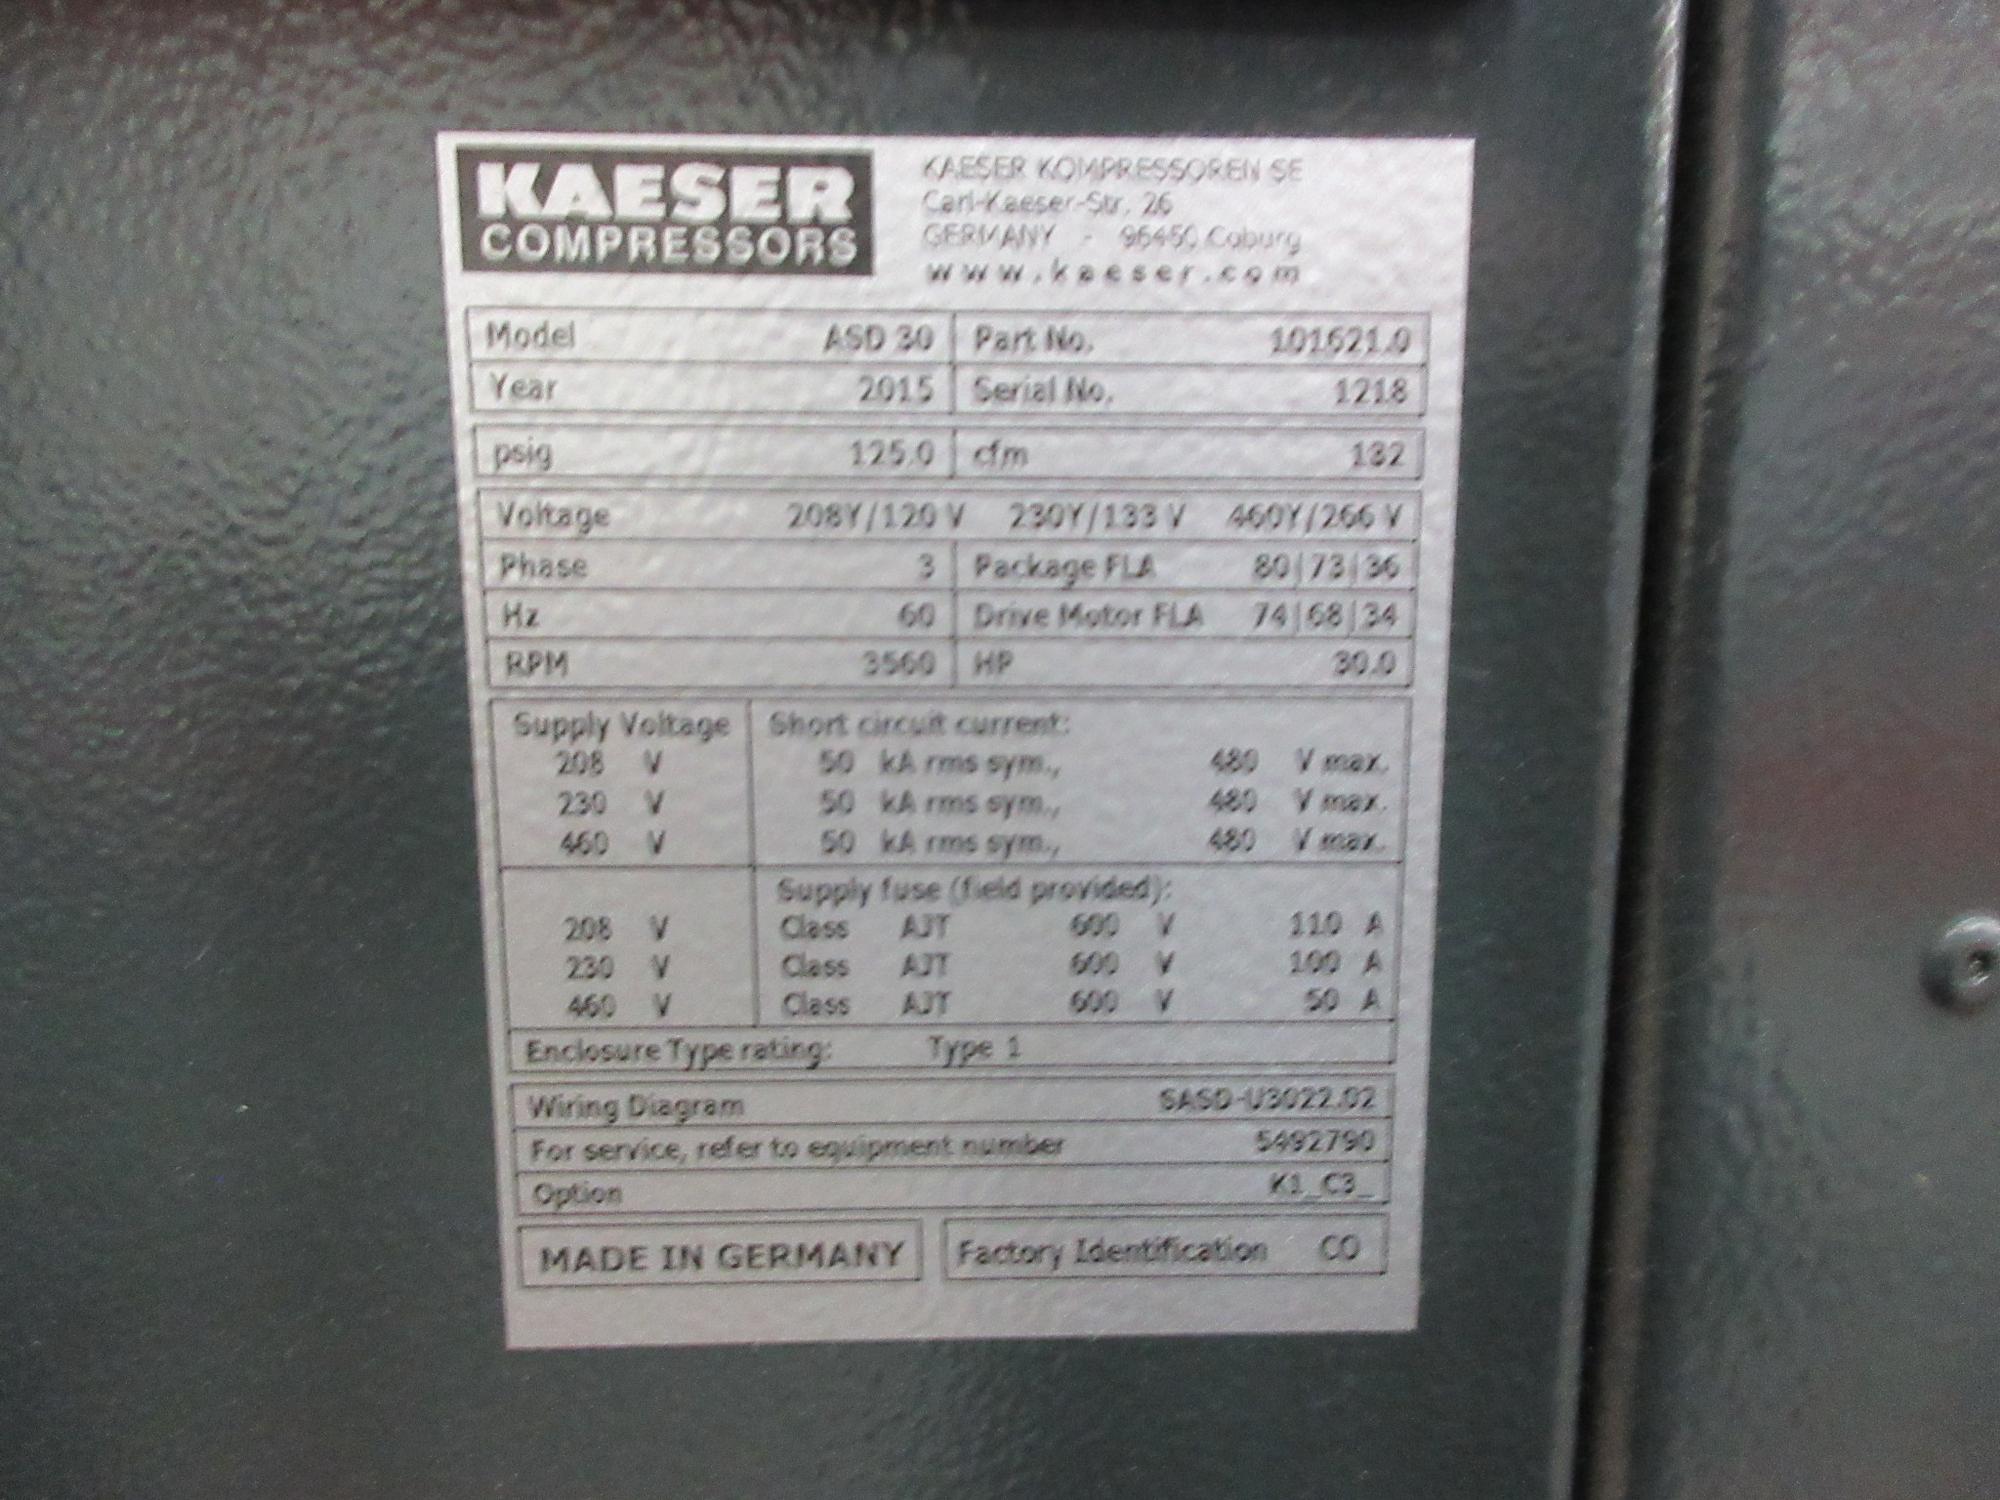 KAESER
COMPRESSORS
KAESER KOMPRESSOREN SE
Carl-Kaeser-Str. 26
GERMANY - 96450 Coburg
www.kaeser.com
Model ASD 30 Part No. 101621.0
Year 2015 Serial No. 1218
psig 125.0 cfm 132
Voltage 208Y/120 V 230Y/133 V 460Y/266 V
Phase 3 Package FLA 80|73|36
Hz 60 Drive Motor FLA 74|68|34
RPM 3560 HP 30.0
Supply Voltage Short circuit current:
208 V 50 kA rms sym., 480 V max.
230 V 50 kA rms sym., 480 V max.
460 V 50 kA rms sym., 480 V max.
Supply fuse (field provided):
208 V Class AJT 600 V 110 A
230 V Class AJT 600 V 100 A
460 V Class AJT 600 V 50 A
Enclosure Type rating: Type 1
Wiring Diagram SASD-U3022.02
For service, refer to equipment number 5492790
Option K1_C3_
MADE IN GERMANY Factory Identification CO